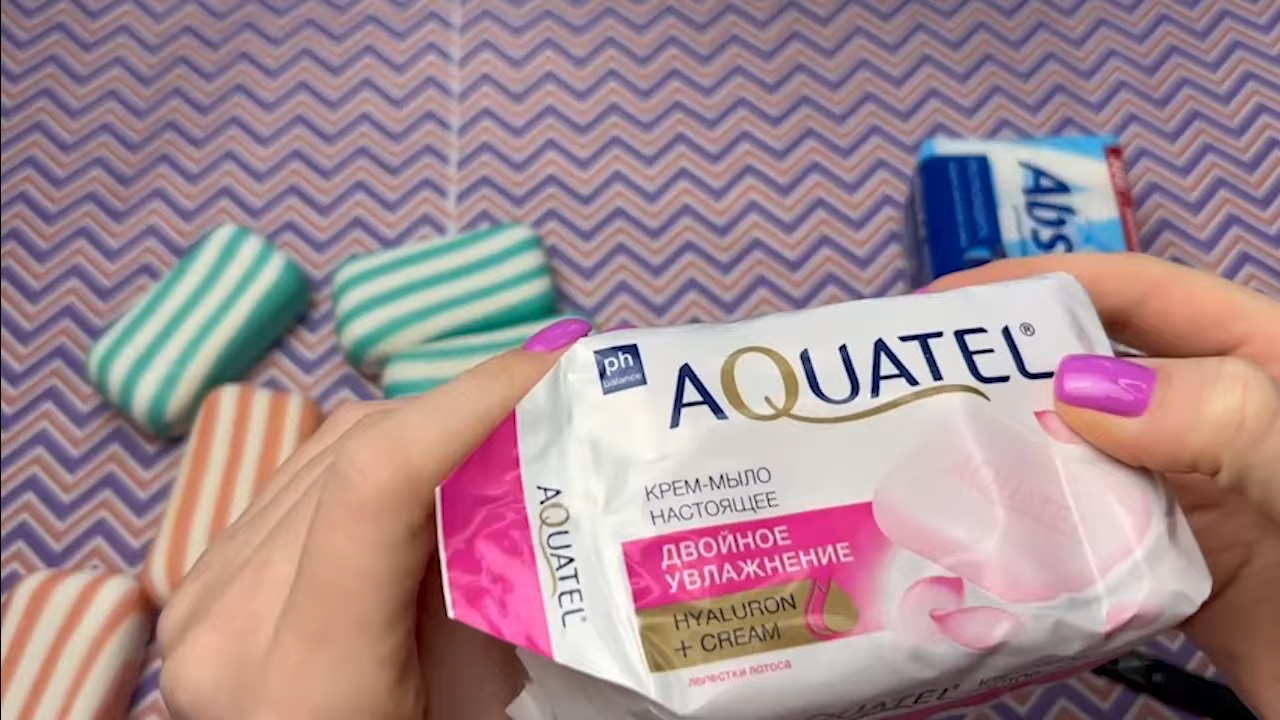 Abs
ph
balance
AQUATEL®
КРЕМ-МЫЛО
НАСТОЯЩЕЕ
ДВОЙНОЕ
УВЛАЖНЕНИЕ
HYALURON
+ CREAM
лепестки лотоса
AQUATEL®
AQUATEL®